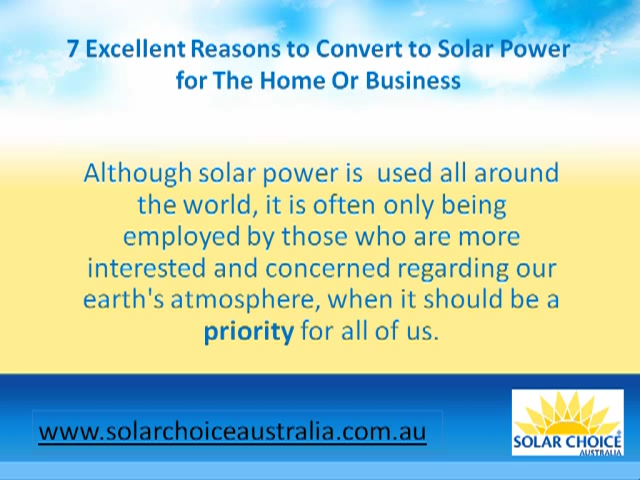 7 Excellent Reasons to Convert to Solar Power
for The Home Or Business
Although solar power is  used all around
the world, it is often only being
employed by those who are more
interested and concerned regarding our
earth's atmosphere, when it should be a
priority for all of us.
www.solarchoiceaustralia.com.au
SOLAR CHOICE®
AUSTRALIA